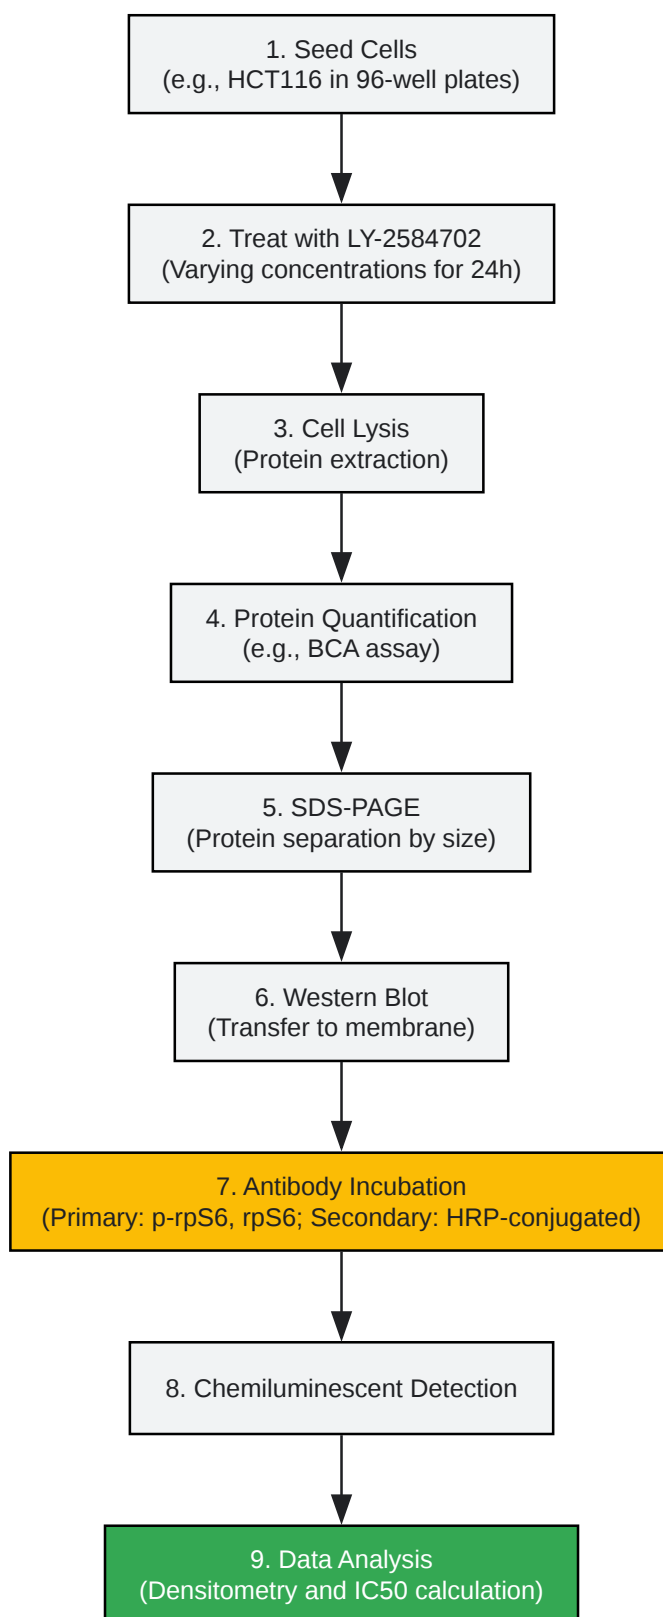 1. Seed Cells
(e.g., HCT116 in 96-well plates)
2. Treat with LY-2584702
(Varying concentrations for 24h)
3. Cell Lysis
(Protein extraction)
4. Protein Quantification
(e.g., BCA assay)
5. SDS-PAGE
(Protein separation by size)
6. Western Blot
(Transfer to membrane)
7. Antibody Incubation
(Primary: p-rpS6, rpS6; Secondary: HRP-conjugated)
8. Chemiluminescent Detection
9. Data Analysis
(Densitometry and IC50 calculation)